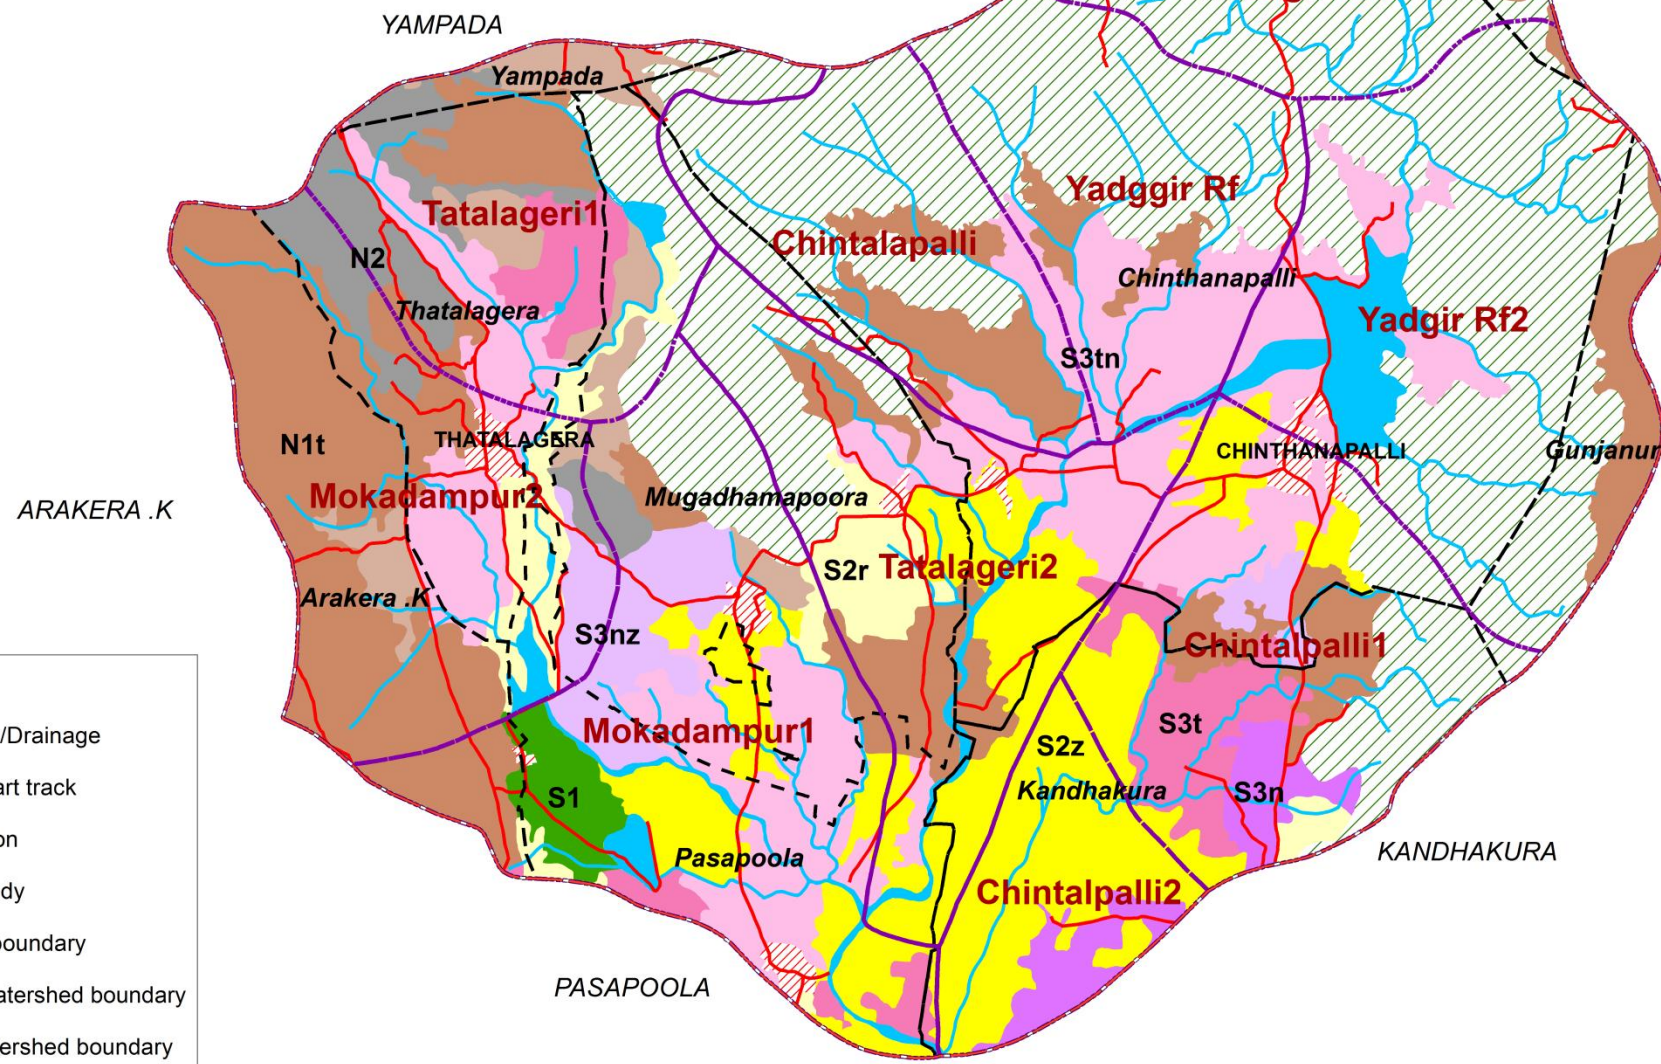 YAMPADA
Yampada
Yadggir Rf
Tatalageri1
Chintalapalli
N2
Chinthanapalli
Thatalagera
Yadgir Rf2
S3tn
N1t
THATALAGERA
CHINTHANAPALLI
Gunjanur
Mokadampur2
Mugadhamapoora
ARAKERA .K
S2r
Tatalageri2
Arakera .K
S3nz
Chintalpalli1
Mokadampur1
S3t
S2z
/Drainage
Kandhakura
S3n
art track
S1
on
Pasapoola
KANDHAKURA
dy
Chintalpalli2
boundary
PASAPOOLA
atershed boundary
ershed boundary